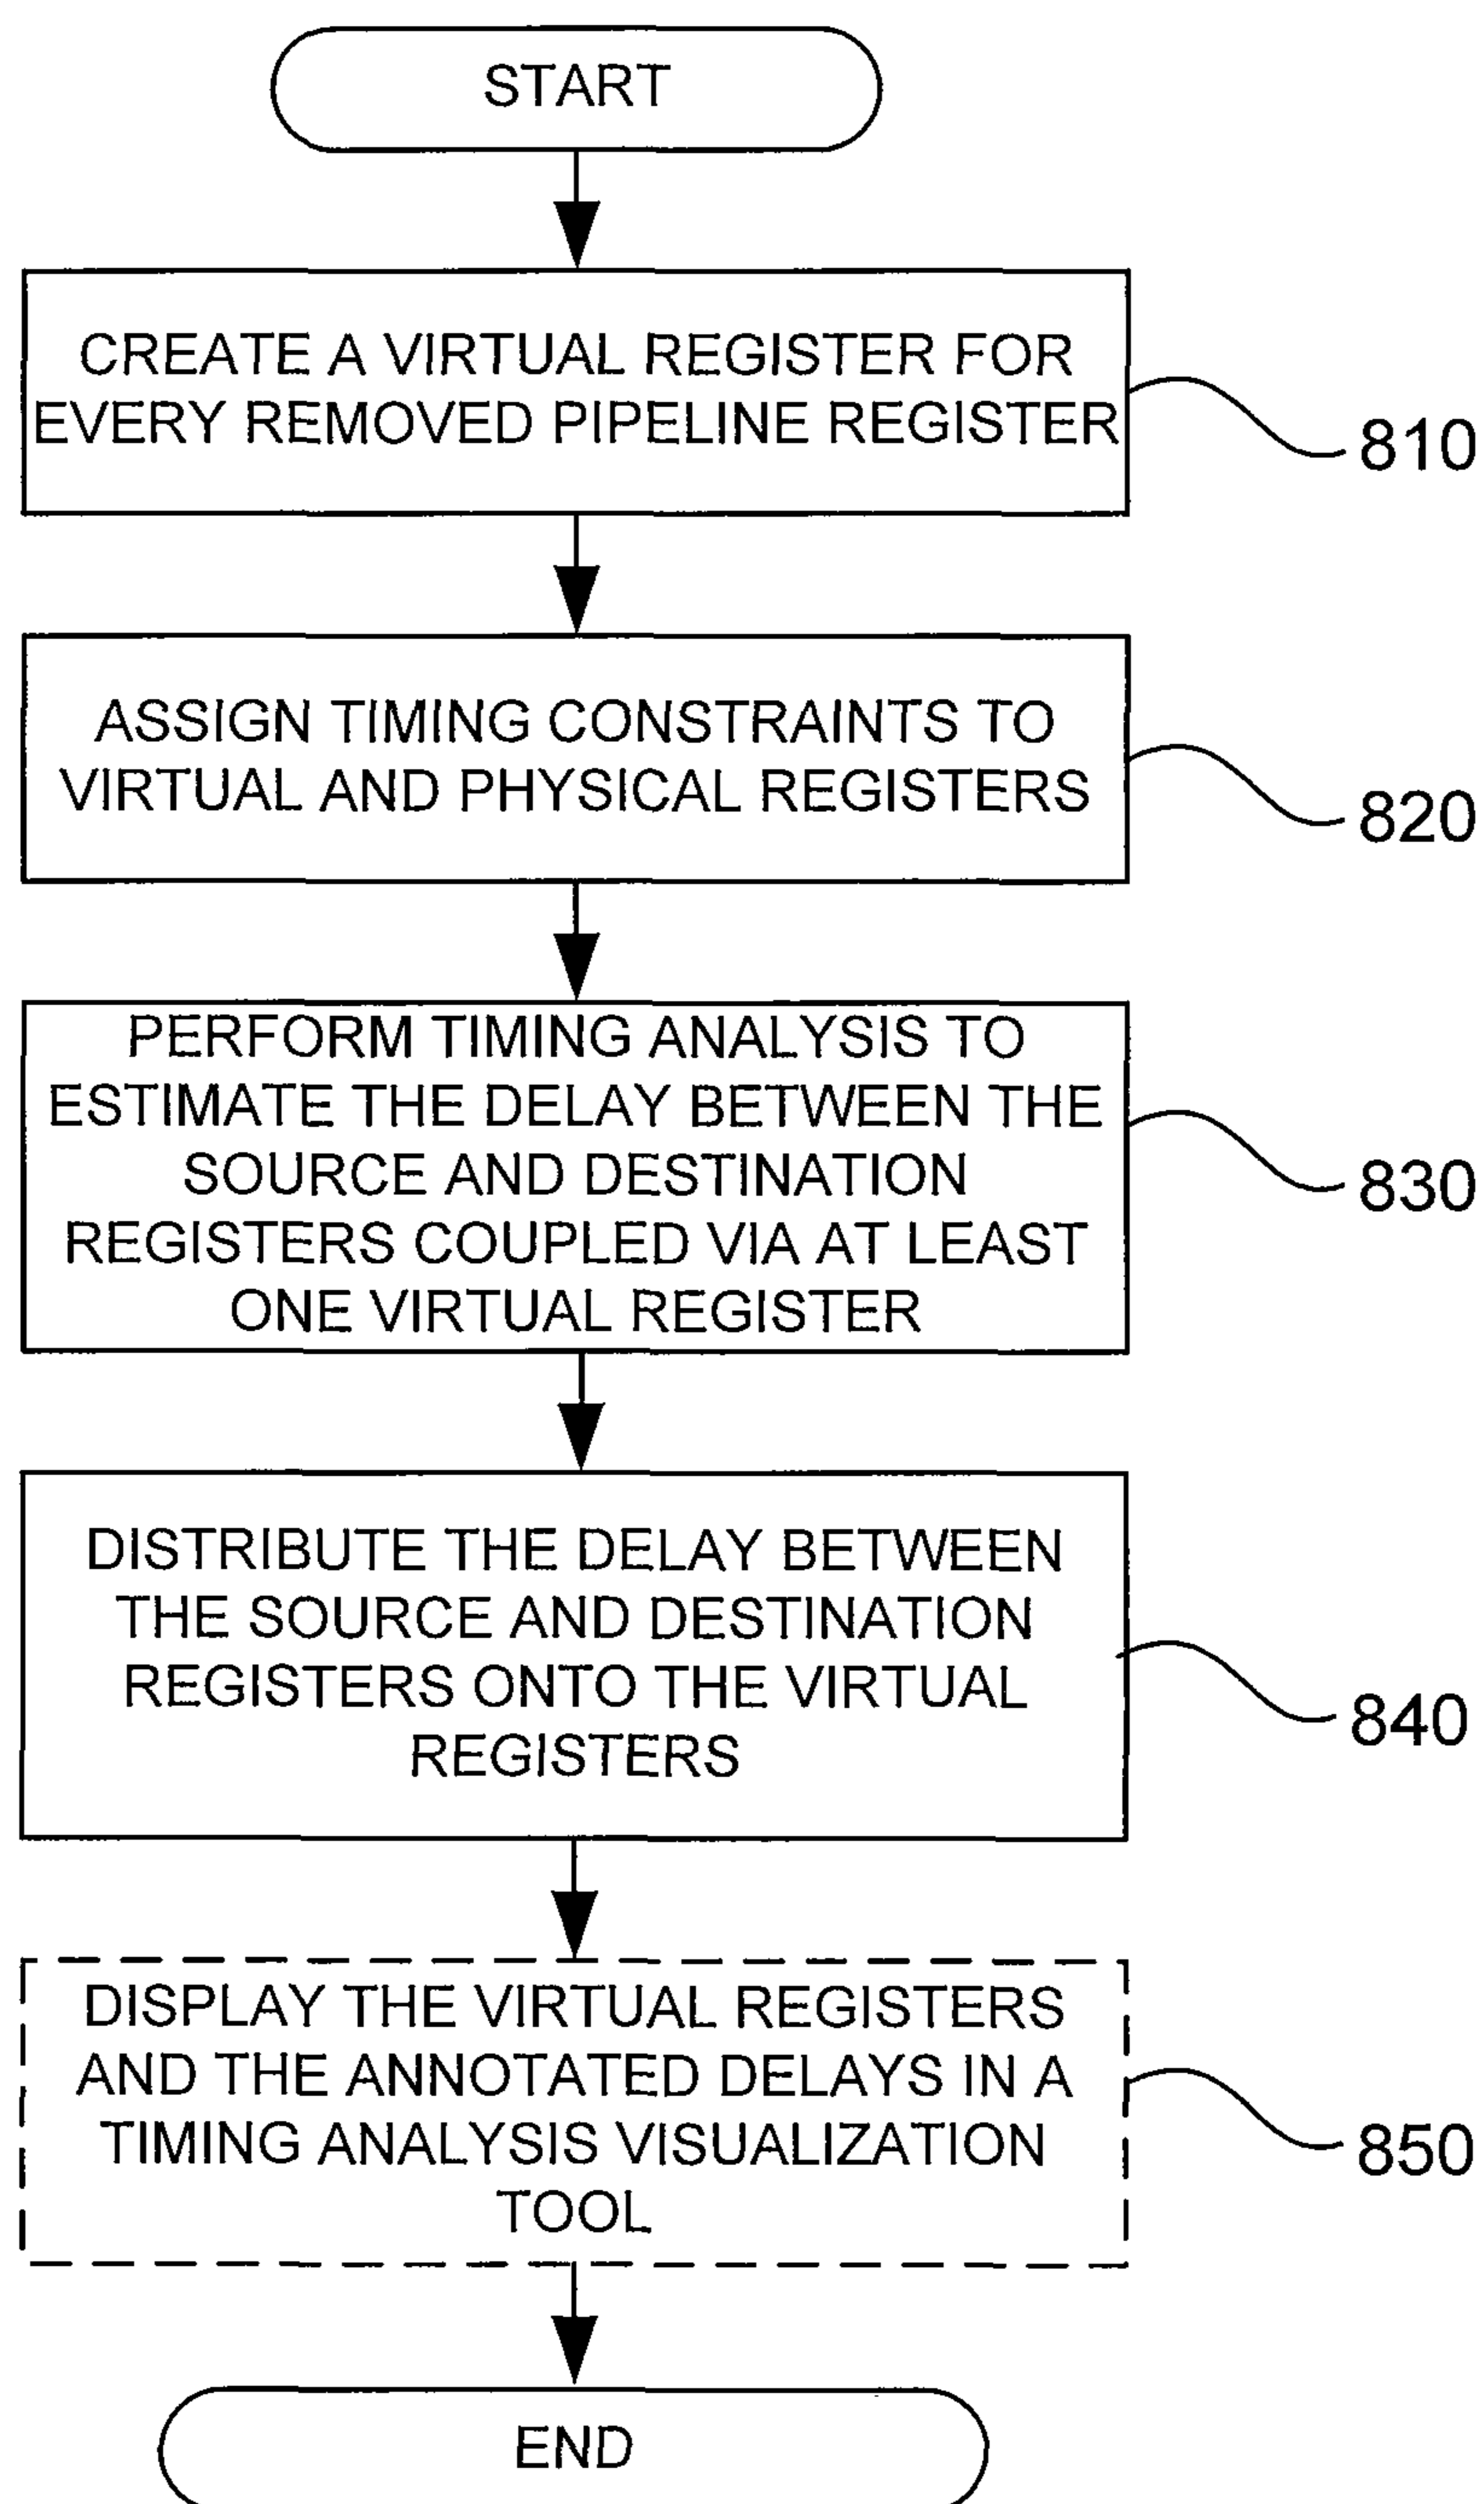 START
CREATE A VIRTUAL REGISTER FOR
EVERY REMOVED PIPELINE REGISTER
810
ASSIGN TIMING CONSTRAINTS TO
VIRTUAL AND PHYSICAL REGISTERS
820
PERFORM TIMING ANALYSIS TO
ESTIMATE THE DELAY BETWEEN THE
SOURCE AND DESTINATION
REGISTERS COUPLED VIA AT LEAST
ONE VIRTUAL REGISTER
830
DISTRIBUTE THE DELAY BETWEEN
THE SOURCE AND DESTINATION
REGISTERS ONTO THE VIRTUAL
REGISTERS
840
DISPLAY THE VIRTUAL REGISTERS
AND THE ANNOTATED DELAYS IN A
TIMING ANALYSIS VISUALIZATION
TOOL
850
END